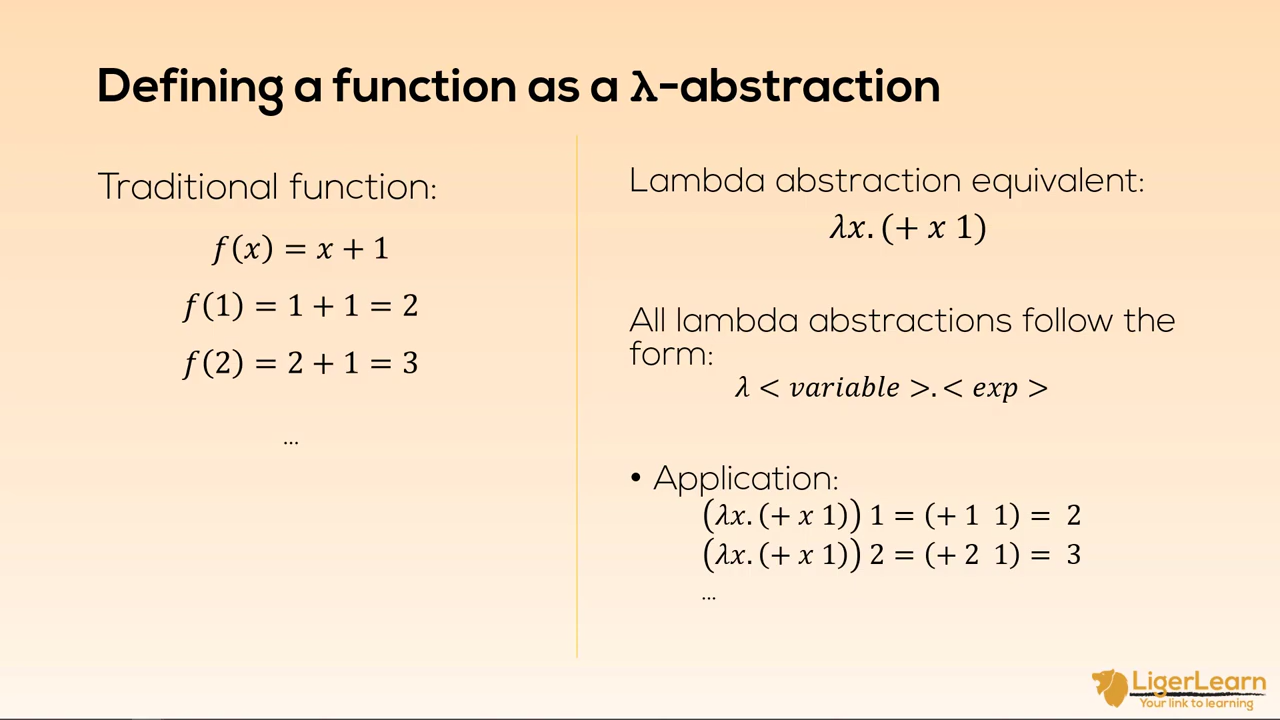 Defining a function as a λ-abstraction
Traditional function:
f(x) = x + 1
f(1) = 1 + 1 = 2
f(2) = 2 + 1 = 3
...
Lambda abstraction equivalent:
λx. (+ x 1)
All lambda abstractions follow the
form:
λ < variable >. < exp >
• Application:
(λx. (+ x 1)) 1 = (+ 1 1) = 2
(λx. (+ x 1)) 2 = (+ 2 1) = 3
...
LigerLearn
Your link to learning